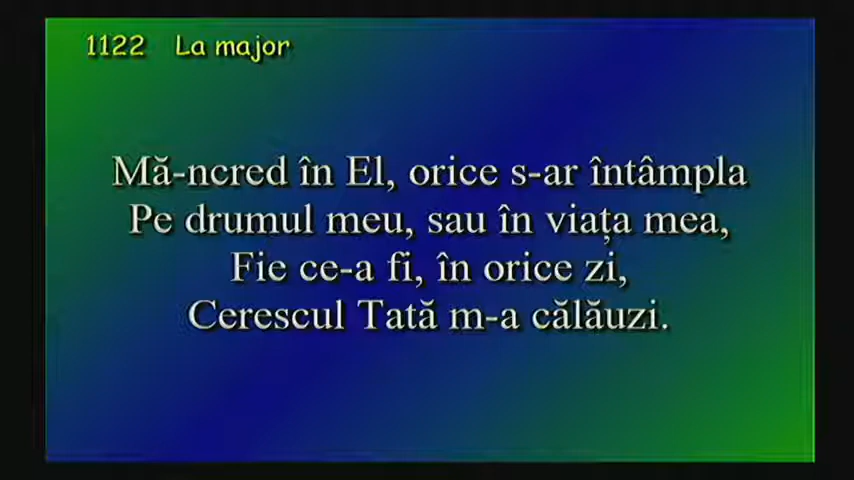 1122 La major
Mă-ncred în El, orice s-ar întâmpla
Pe drumul meu, sau în viața mea,
Fie ce-a fi, în orice zi,
Cerescul Tată m-a călăuzi.